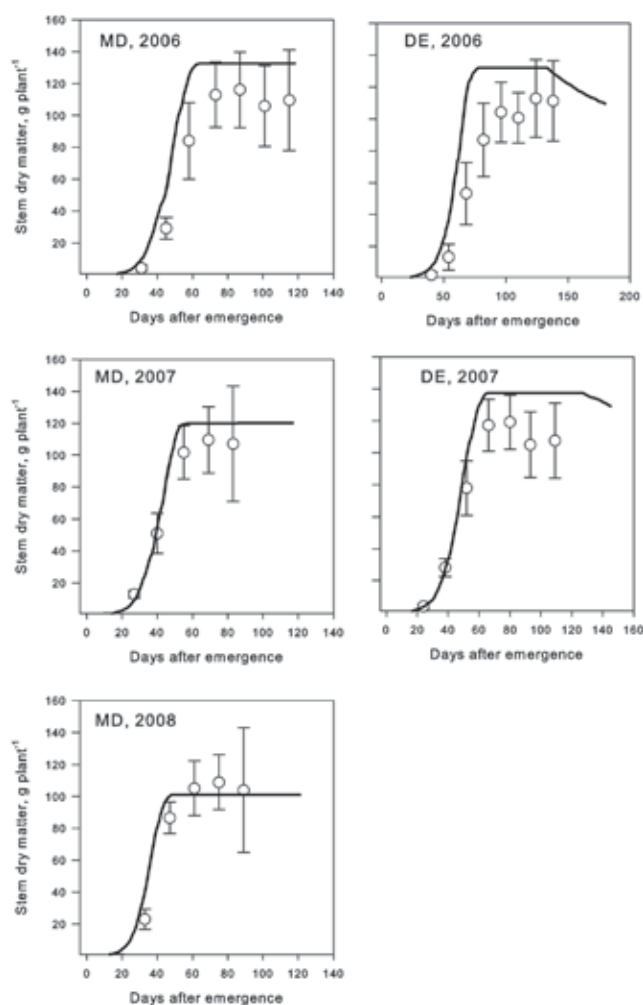 MD, 2006
Stem dry matter, g plant⁻¹
160
140
120
100
80
60
40
20
0 20 40 60 80 100 120 140
Days after emergence
DE, 2006
0 50 100 150 200
Days after emergence
MD, 2007
Stem dry matter, g plant⁻¹
160
140
120
100
80
60
40
20
0 20 40 60 80 100 120 140
Days after emergence
DE, 2007
0 20 40 60 80 100 120 140 160
Days after emergence
MD, 2008
Stem dry matter, g plant⁻¹
160
140
120
100
80
60
40
20
0 20 40 60 80 100 120 140
Days after emergence